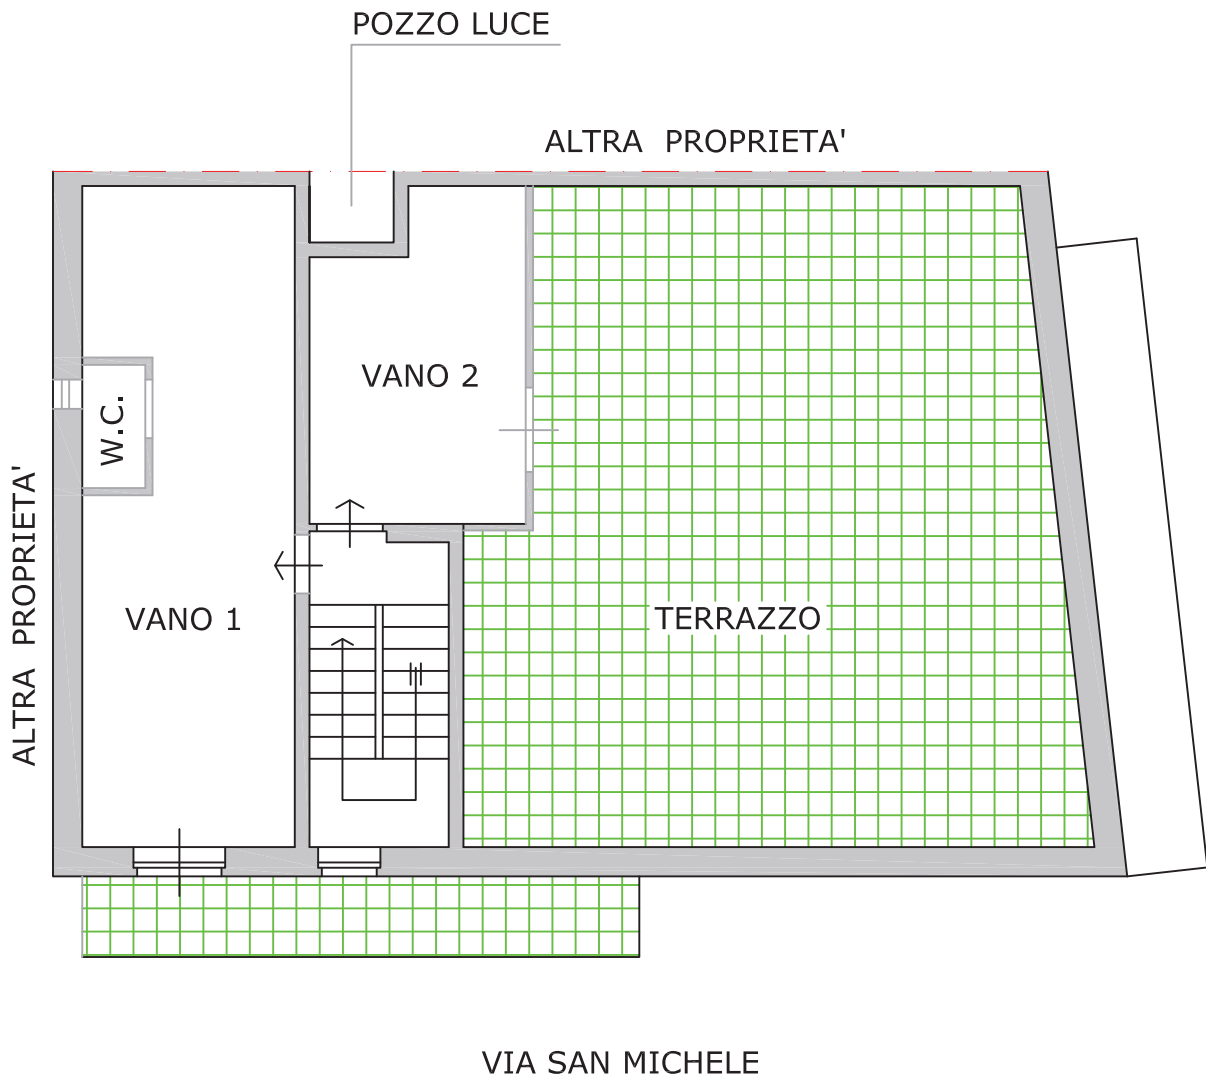 POZZO LUCE
ALTRA PROPRIETA'
VANO 2
W.C.
ALTRA PROPRIETA'
VANO 1
TERRAZZO
VIA SAN MICHELE